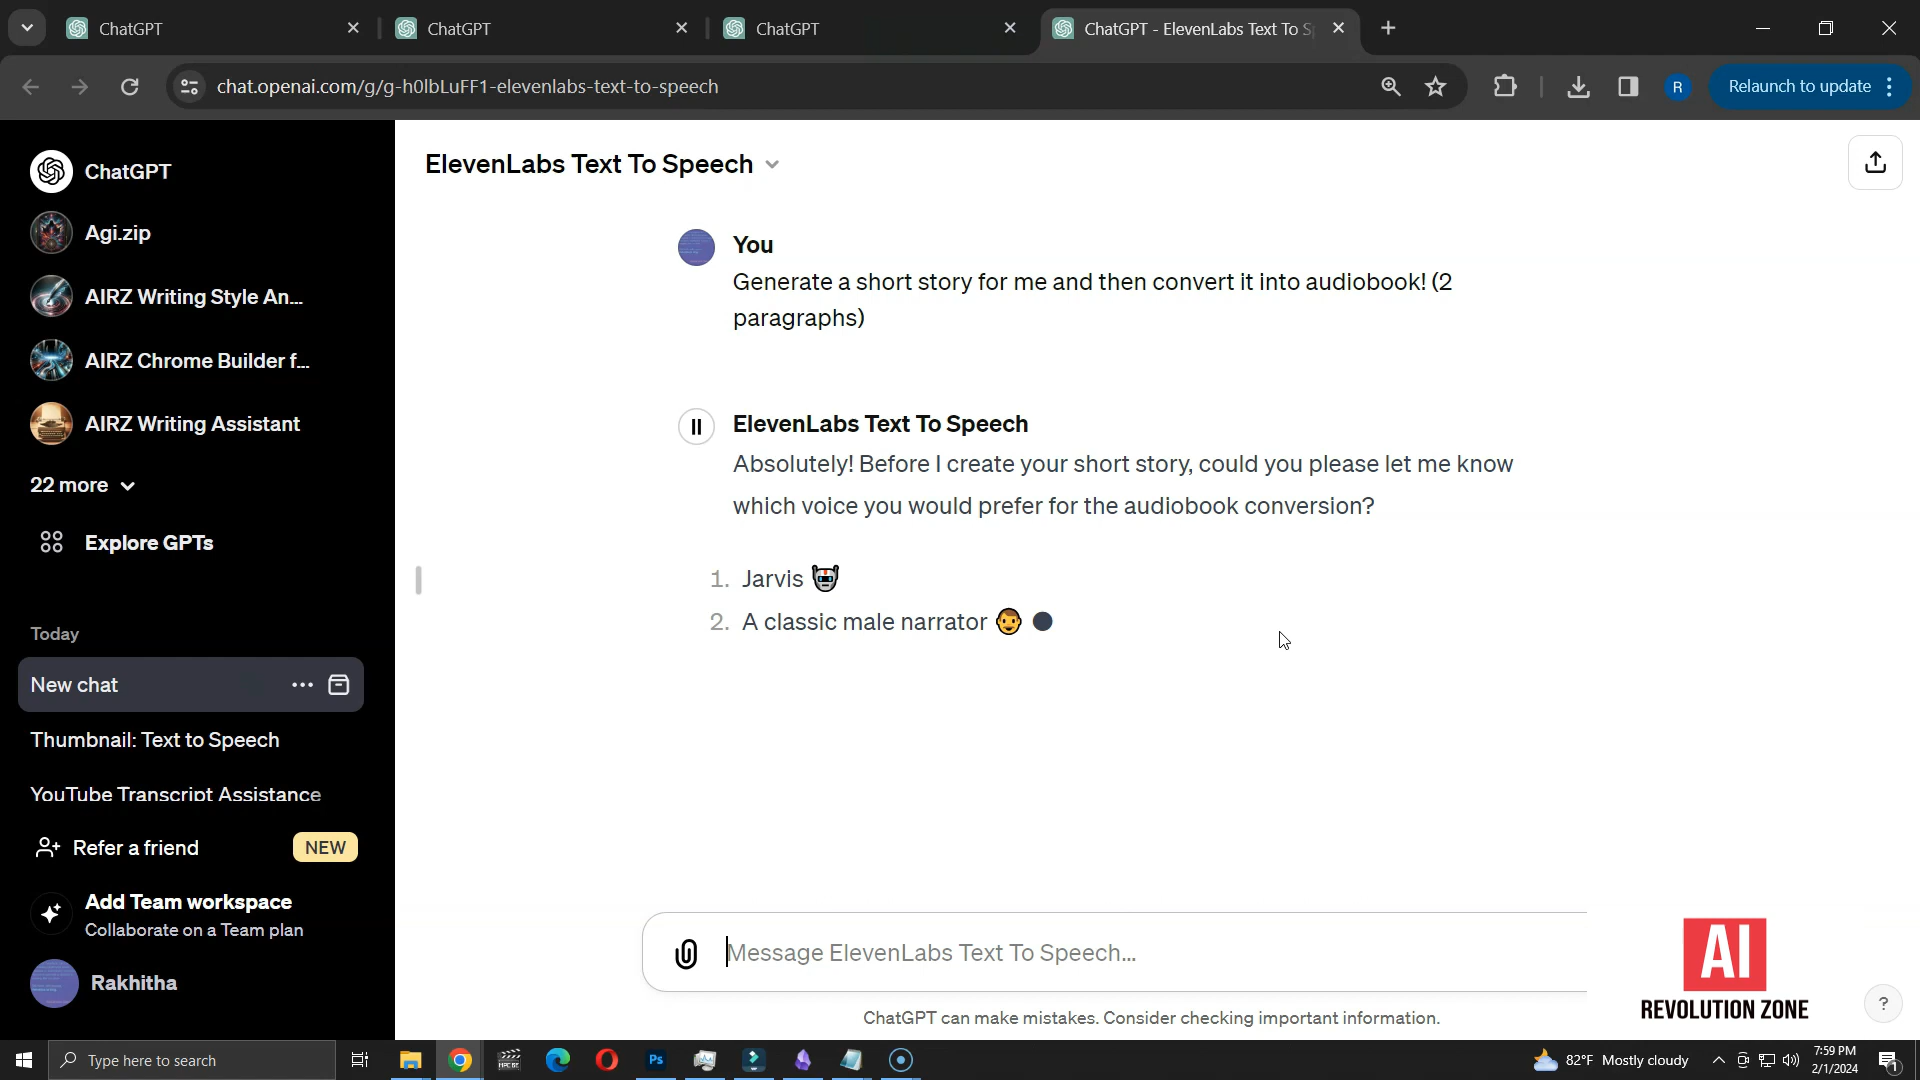 ChatGPT
ChatGPT
ChatGPT
ChatGPT - ElevenLabs Text To S
chat.openai.com/g/g-h0lbLuFF1-elevenlabs-text-to-speech
R
Relaunch to update
ChatGPT
Agi.zip
AIRZ Writing Style An...
AIRZ Chrome Builder f...
AIRZ Writing Assistant
22 more
Explore GPTs
Today
New chat
Thumbnail: Text to Speech
YouTube Transcript Assistance
Refer a friend
NEW
Add Team workspace
Collaborate on a Team plan
Rakhitha
ElevenLabs Text To Speech
You
Generate a short story for me and then convert it into audiobook! (2
paragraphs)
ElevenLabs Text To Speech
Absolutely! Before I create your short story, could you please let me know
which voice you would prefer for the audiobook conversion?
1. Jarvis 🤖
2. A classic male narrator 👨
Message ElevenLabs Text To Speech...
ChatGPT can make mistakes. Consider checking important information.
AI
REVOLUTION ZONE
?
Type here to search
Ps
82°F Mostly cloudy
7:59 PM
2/1/2024
1